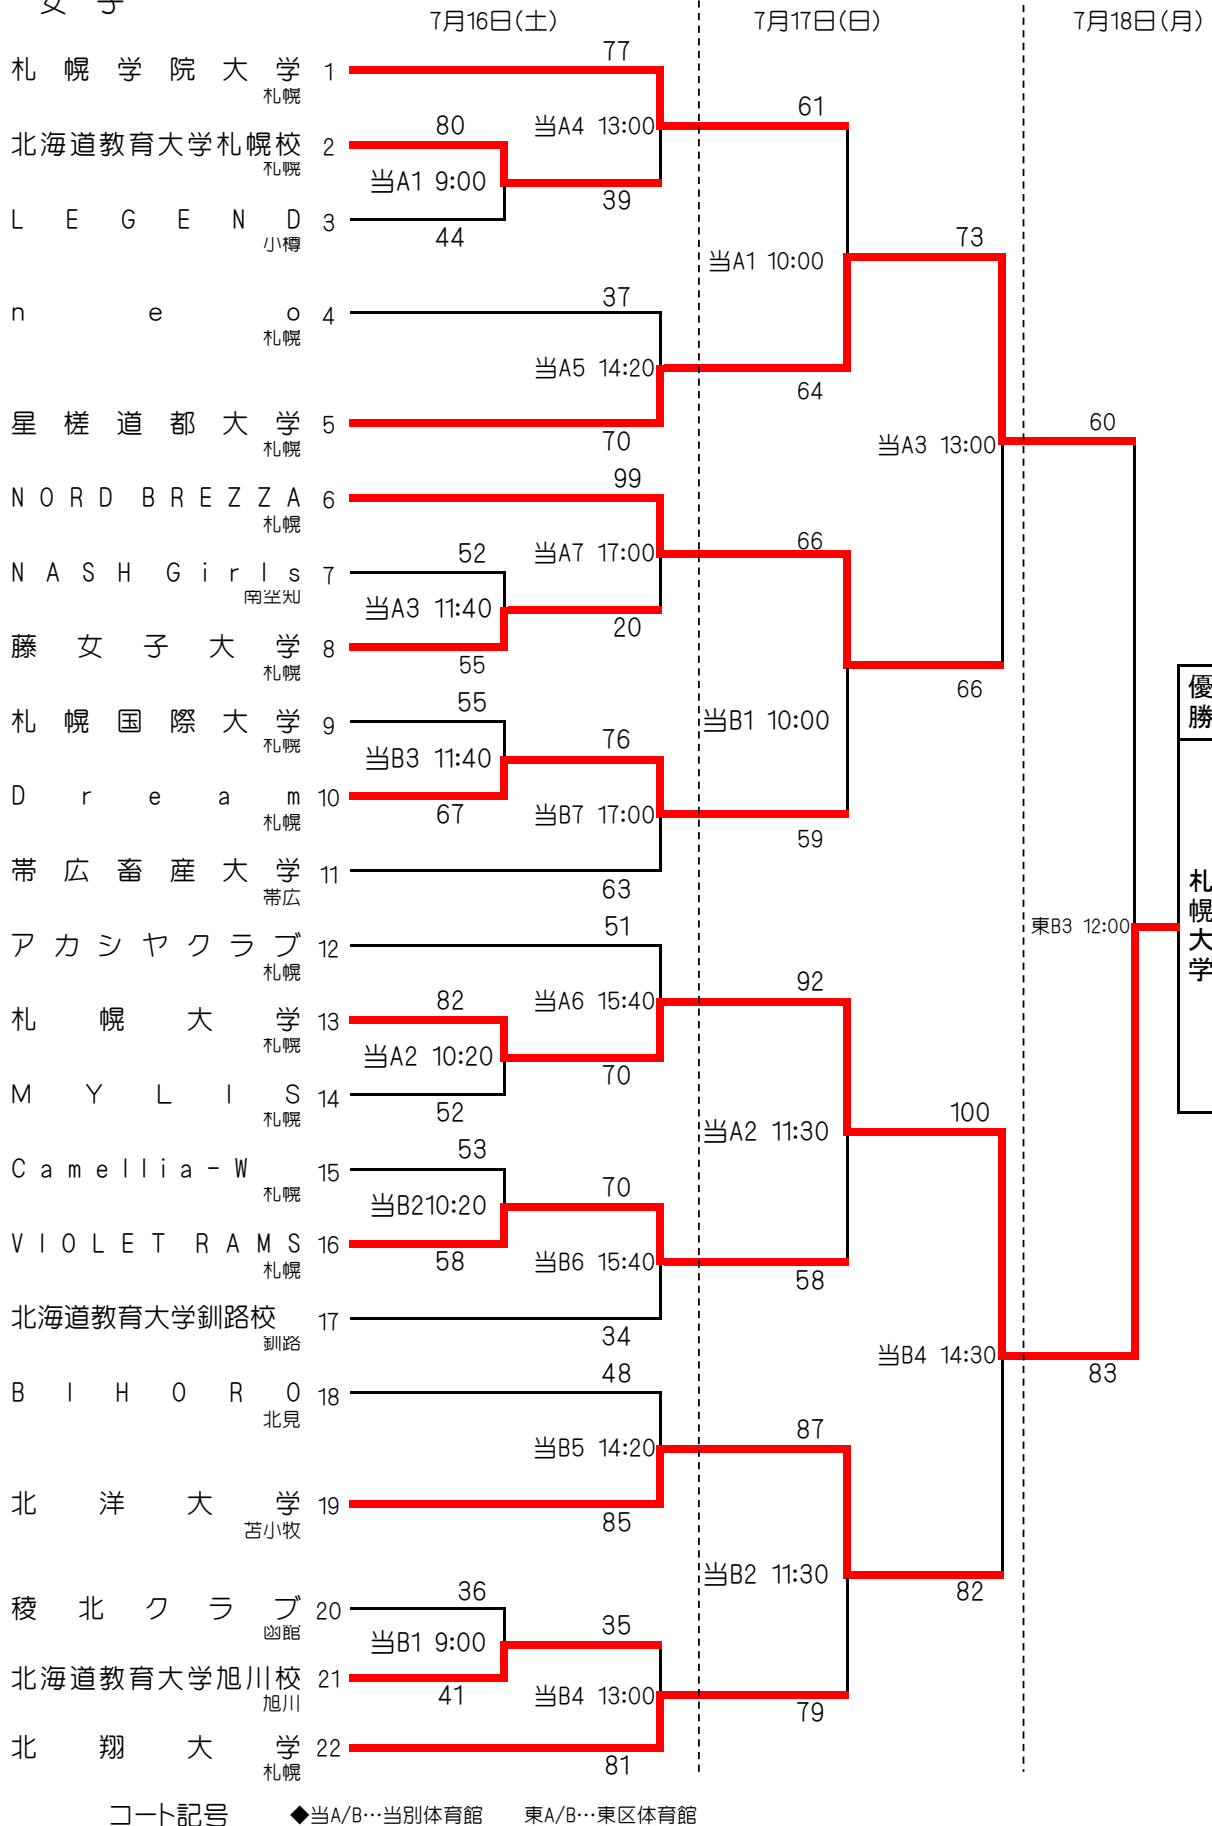 女 子
7月16日(土) 7月17日(日) 7月18日(月)
77
札幌学院大学 1
札幌
61
80
当A4 13:00
北海道教育大学札幌校 2
札幌
当A1 9:00
39
LEGEND 3
小樽
44
73
当A1 10:00
37
neo 4
札幌
当A5 14:20
64
星槎道都大学 5
札幌
70
60
当A3 13:00
99
NORD BREZZA 6
札幌
66
52
当A7 17:00
NASH Girls 7
南空知
当A3 11:40
20
藤女子大学 8
札幌
55
66
55
札幌国際大学 9
札幌
当B1 10:00
76
当B3 11:40
Dream 10
札幌
67
当B7 17:00
59
帯広畜産大学 11
帯広
63
優勝
札幌大学
51
アカシヤクラブ 12
札幌
東B3 12:00
92
82
当A6 15:40
札幌大学 13
札幌
当A2 10:20
70
MYLIS 14
札幌
52
100
当A2 11:30
53
Camellia-W 15
札幌
70
当B210:20
VIOLET RAMS 16
札幌
58
当B6 15:40
58
北海道教育大学釧路校 17
釧路
34
当B4 14:30
83
48
BIHORO 18
北見
87
当B5 14:20
北洋大学 19
苫小牧
85
当B2 11:30
82
36
稜北クラブ 20
函館
35
当B1 9:00
北海道教育大学旭川校 21
旭川
41
当B4 13:00
79
北翔大学 22
札幌
81
コート記号 ◆当A/B…当別体育館 東A/B…東区体育館